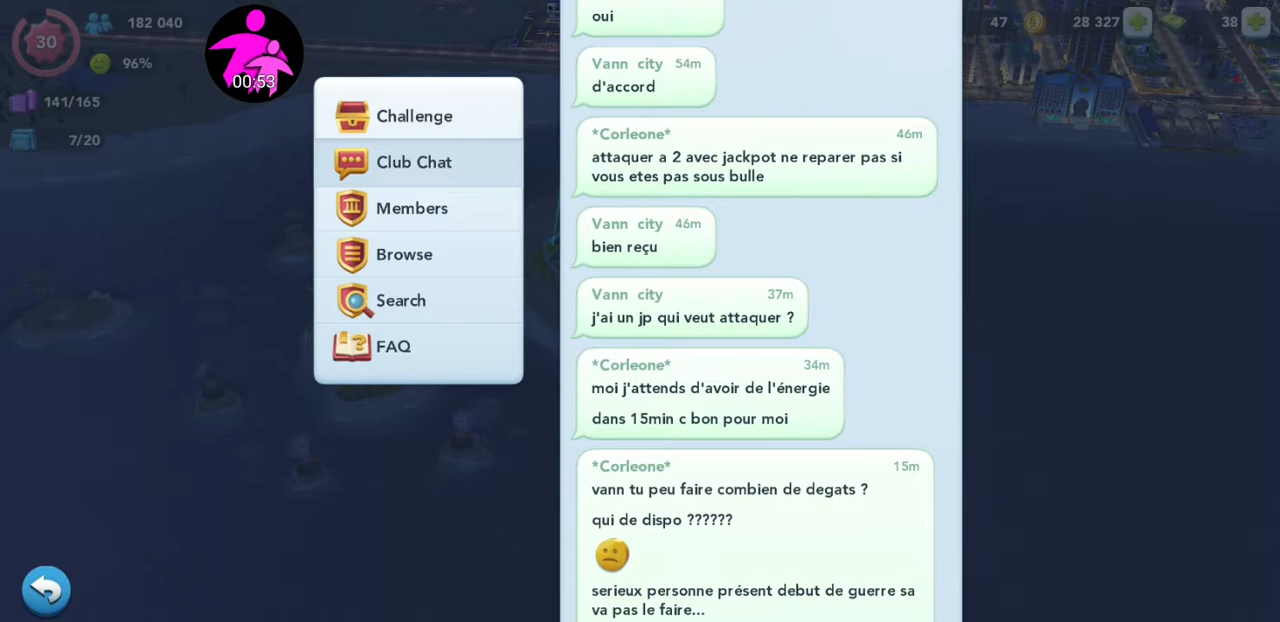 30
182 040
96%
141/165
7/20
00:53
47
28 327
38
Challenge
Club Chat
Members
Browse
Search
FAQ
oui
Vann city 54m
d'accord
*Corleone* 46m
attaquer a 2 avec jackpot ne reparer pas si
vous etes pas sous bulle
Vann city 46m
bien reçu
Vann city 37m
j'ai un jp qui veut attaquer ?
*Corleone* 34m
moi j'attends d'avoir de l'énergie
dans 15min c bon pour moi
*Corleone* 15m
vann tu peu faire combien de degats ?
qui de dispo ??????
serieux personne présent debut de guerre sa
va pas le faire...